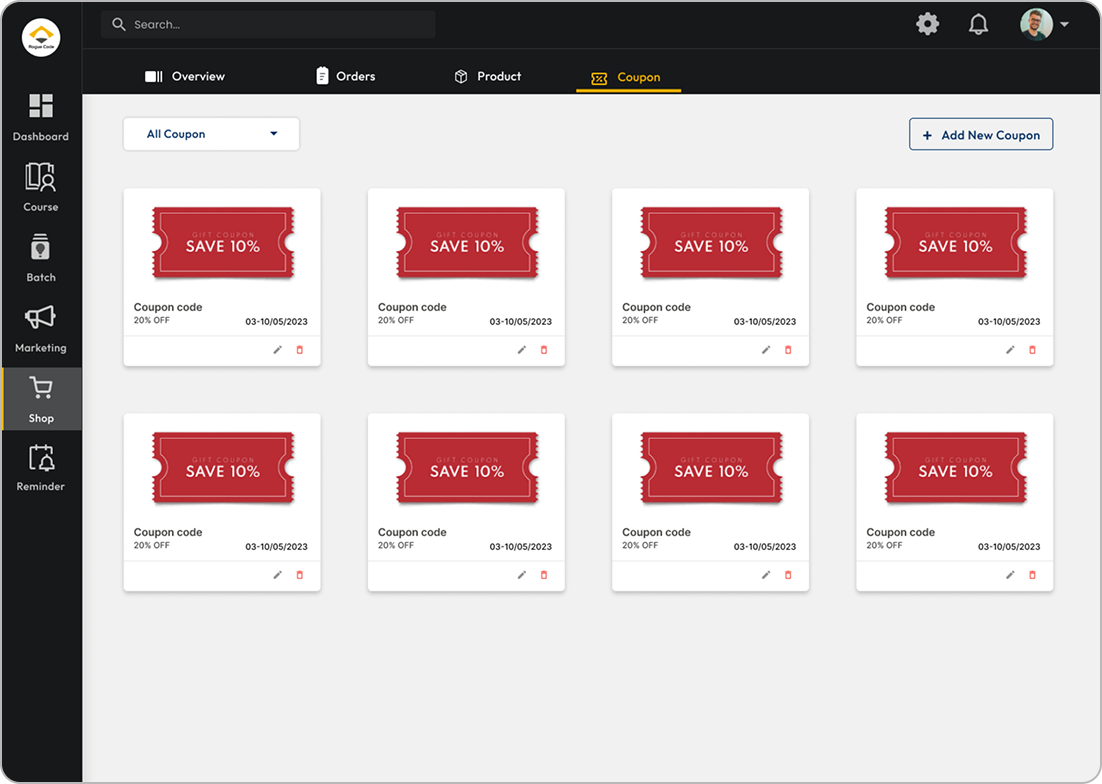 Rogue Code
Search...
Overview
Orders
Product
Coupon
Dashboard
Course
Batch
Marketing
Shop
Reminder
All Coupon
+ Add New Coupon
GIFT COUPON
SAVE 10%
Coupon code
20% OFF
03-10/05/2023
GIFT COUPON
SAVE 10%
Coupon code
20% OFF
03-10/05/2023
GIFT COUPON
SAVE 10%
Coupon code
20% OFF
03-10/05/2023
GIFT COUPON
SAVE 10%
Coupon code
20% OFF
03-10/05/2023
GIFT COUPON
SAVE 10%
Coupon code
20% OFF
03-10/05/2023
GIFT COUPON
SAVE 10%
Coupon code
20% OFF
03-10/05/2023
GIFT COUPON
SAVE 10%
Coupon code
20% OFF
03-10/05/2023
GIFT COUPON
SAVE 10%
Coupon code
20% OFF
03-10/05/2023